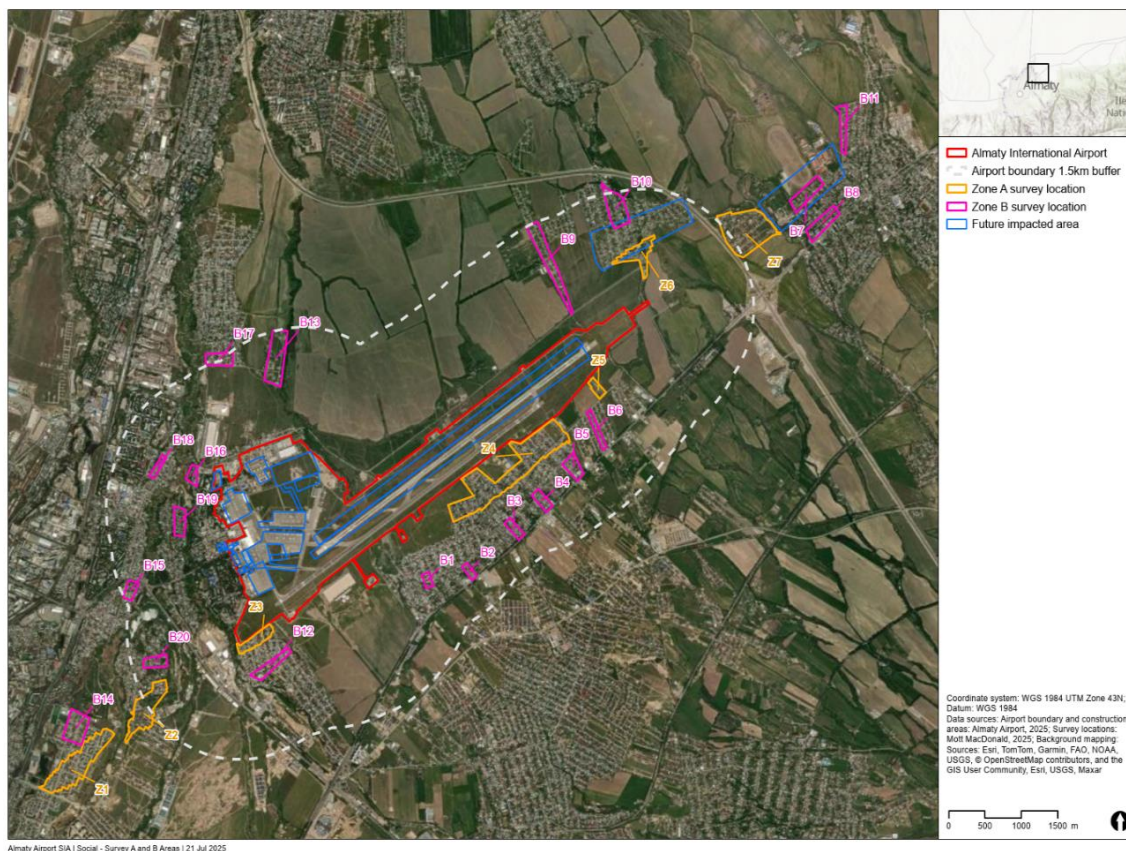 B11
B10
B8
B7
B9
Z7
Z6
B17
B13
Z5
B6
B18
B16
Z4
B5
B19
B4
B3
B15
B1
B2
Z3
B20
B12
B14
Z2
Z1
Almaty
Ile
Nation
Almaty International Airport
Airport boundary 1.5km buffer
Zone A survey location
Zone B survey location
Future impacted area
Coordinate system: WGS 1984 UTM Zone 43N;
Datum: WGS 1984
Data sources: Airport boundary and construction
areas: Almaty Airport, 2025; Survey locations:
Mott MacDonald, 2025; Background mapping:
Sources: Esri, TomTom, Garmin, FAO, NOAA,
USGS, © OpenStreetMap contributors, and the
GIS User Community, Esri, USGS, Maxar
0 500 1000 1500 m
Almaty Airport SIA | Social - Survey A and B Areas | 21 Jul 2025